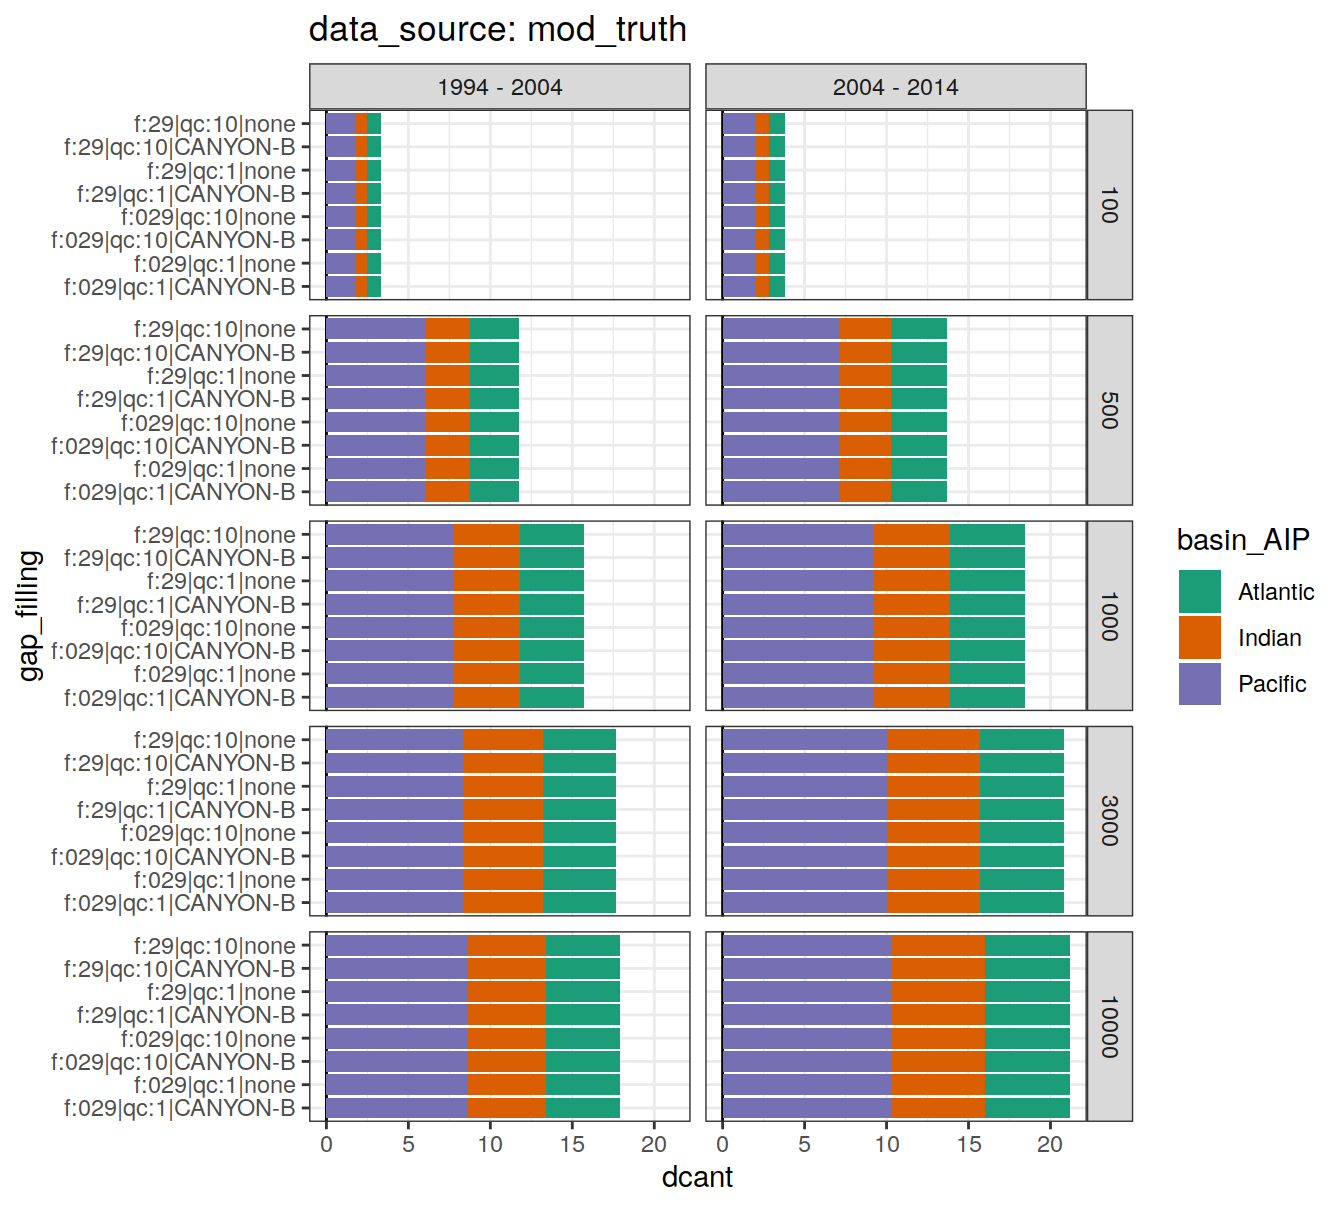 data_source: mod_truth
1994 - 2004
2004 - 2014
f:29|qc:10|none
f:29|qc:10|CANYON-B
f:29|qc:1|none
f:29|qc:1|CANYON-B
f:029|qc:10|none
f:029|qc:10|CANYON-B
f:029|qc:1|none
f:029|qc:1|CANYON-B
100
f:29|qc:10|none
f:29|qc:10|CANYON-B
f:29|qc:1|none
f:29|qc:1|CANYON-B
f:029|qc:10|none
f:029|qc:10|CANYON-B
f:029|qc:1|none
f:029|qc:1|CANYON-B
500
f:29|qc:10|none
f:29|qc:10|CANYON-B
f:29|qc:1|none
f:29|qc:1|CANYON-B
f:029|qc:10|none
f:029|qc:10|CANYON-B
f:029|qc:1|none
f:029|qc:1|CANYON-B
1000
f:29|qc:10|none
f:29|qc:10|CANYON-B
f:29|qc:1|none
f:29|qc:1|CANYON-B
f:029|qc:10|none
f:029|qc:10|CANYON-B
f:029|qc:1|none
f:029|qc:1|CANYON-B
3000
f:29|qc:10|none
f:29|qc:10|CANYON-B
f:29|qc:1|none
f:29|qc:1|CANYON-B
f:029|qc:10|none
f:029|qc:10|CANYON-B
f:029|qc:1|none
f:029|qc:1|CANYON-B
10000
0 5 10 15 20
0 5 10 15 20
dcant
gap_filling
basin_AIP
Atlantic
Indian
Pacific